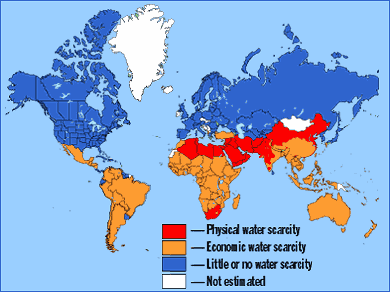 — Physical water scarcity
— Economic water scarcity
— Little or no water scarcity
— Not estimated